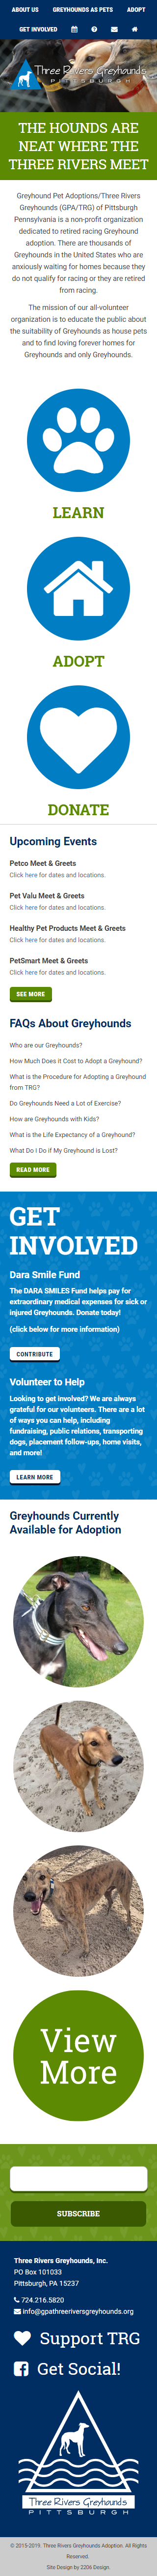 ABOUT US GREYHOUNDS AS PETS ADOPT
GET INVOLVED
Three Rivers Greyhounds
PITTSBURGH
THE HOUNDS ARE
NEAT WHERE THE
THREE RIVERS MEET
Greyhound Pet Adoptions/Three Rivers
Greyhounds (GPA/TRG) of Pittsburgh
Pennsylvania is a non-profit organization
dedicated to retired racing Greyhound
adoption. There are thousands of
Greyhounds in the United States who are
anxiously waiting for homes because they
do not qualify for racing or they are retired
from racing.
The mission of our all-volunteer
organization is to educate the public about
the suitability of Greyhounds as house pets
and to find loving forever homes for
Greyhounds and only Greyhounds.
LEARN
ADOPT
DONATE
Upcoming Events
Petco Meet & Greets
Click here for dates and locations.
Pet Valu Meet & Greets
Click here for dates and locations.
Healthy Pet Products Meet & Greets
Click here for dates and locations.
PetSmart Meet & Greets
Click here for dates and locations.
SEE MORE
FAQs About Greyhounds
Who are our Greyhounds?
How Much Does it Cost to Adopt a Greyhound?
What is the Procedure for Adopting a Greyhound
from TRG?
Do Greyhounds Need a Lot of Exercise?
How are Greyhounds with Kids?
What is the Life Expectancy of a Greyhound?
What Do I Do if My Greyhound is Lost?
READ MORE
GET
INVOLVED
Dara Smile Fund
The DARA SMILES Fund helps pay for
extraordinary medical expenses for sick or
injured Greyhounds. Donate today!
(click below for more information)
CONTRIBUTE
Volunteer to Help
Looking to get involved? We are always
grateful for our volunteers. There are a lot
of ways you can help, including
fundraising, public relations, transporting
dogs, placement follow-ups, home visits,
and more!
LEARN MORE
Greyhounds Currently
Available for Adoption
View
More
SUBSCRIBE
Three Rivers Greyhounds, Inc.
PO Box 101033
Pittsburgh, PA 15237
724.216.5820
info@gpathreeriversgreyhounds.org
Support TRG
Get Social!
Three Rivers Greyhounds
PITTSBURGH
© 2015-2019. Three Rivers Greyhounds Adoption. All Rights
Reserved.
Site Design by 2206 Design.